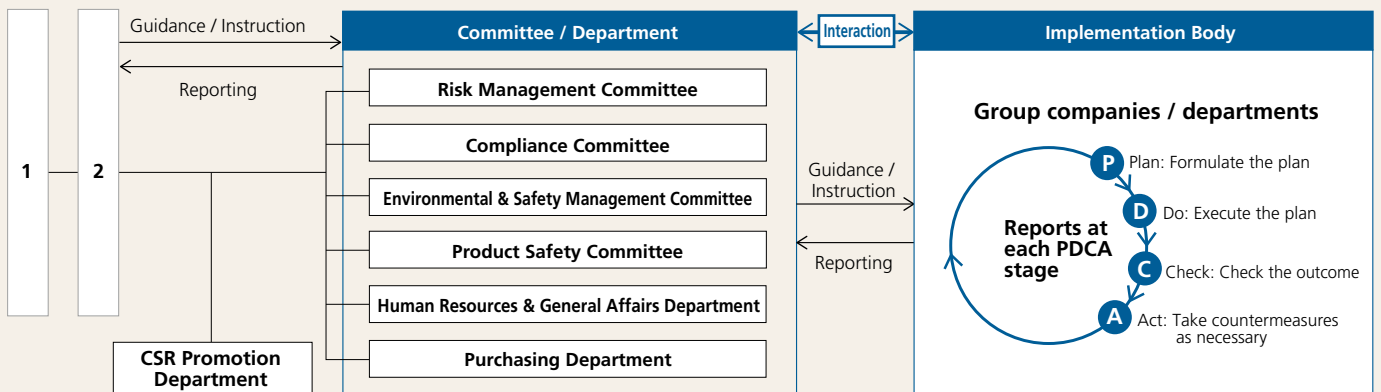 Guidance / Instruction
Reporting
1
2
CSR Promotion
Department
Committee / Department
Risk Management Committee
Compliance Committee
Environmental & Safety Management Committee
Product Safety Committee
Human Resources & General Affairs Department
Purchasing Department
Interaction
Guidance /
Instruction
Reporting
Implementation Body
Group companies / departments
Reports at
each PDCA
stage
P Plan: Formulate the plan
D Do: Execute the plan
C Check: Check the outcome
A Act: Take countermeasures
as necessary